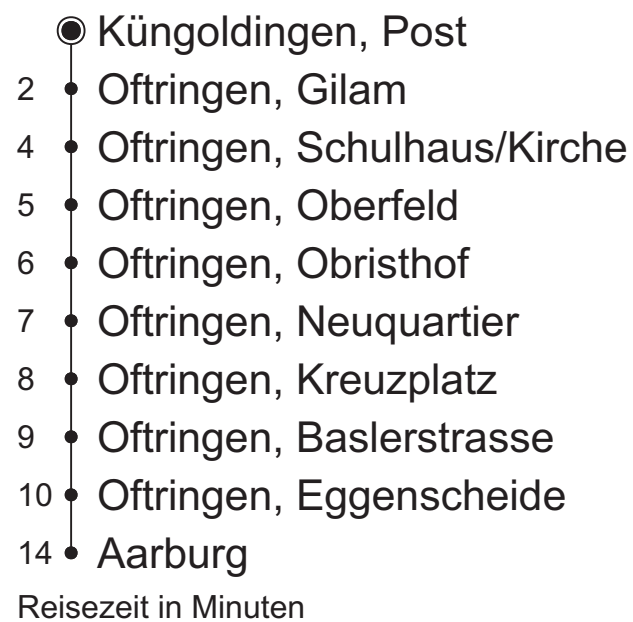 Küngoldingen, Post
2 Oftringen, Gilam
4 Oftringen, Schulhaus/Kirche
5 Oftringen, Oberfeld
6 Oftringen, Obristhof
7 Oftringen, Neuquartier
8 Oftringen, Kreuzplatz
9 Oftringen, Baslerstrasse
10 Oftringen, Eggenscheide
14 Aarburg
Reisezeit in Minuten